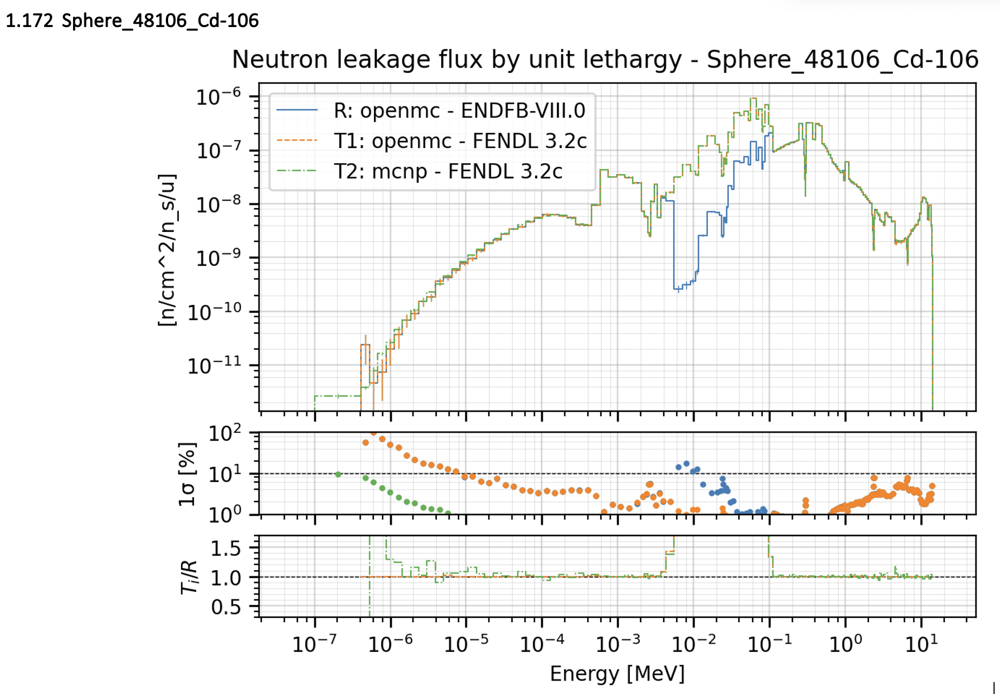 1.172 Sphere_48106_Cd-106
Neutron leakage flux by unit lethargy - Sphere_48106_Cd-106
R: openmc - ENDFB-VIII.0
T1: openmc - FENDL 3.2c
T2: mcnp - FENDL 3.2c
[n/cm^2/n_s/u]
10⁻⁶
10⁻⁷
10⁻⁸
10⁻⁹
10⁻¹⁰
10⁻¹¹
1σ [%]
10²
10¹
10⁰
Tᵢ/R
1.5
1.0
0.5
10⁻⁷ 10⁻⁶ 10⁻⁵ 10⁻⁴ 10⁻³ 10⁻² 10⁻¹ 10⁰ 10¹
Energy [MeV]